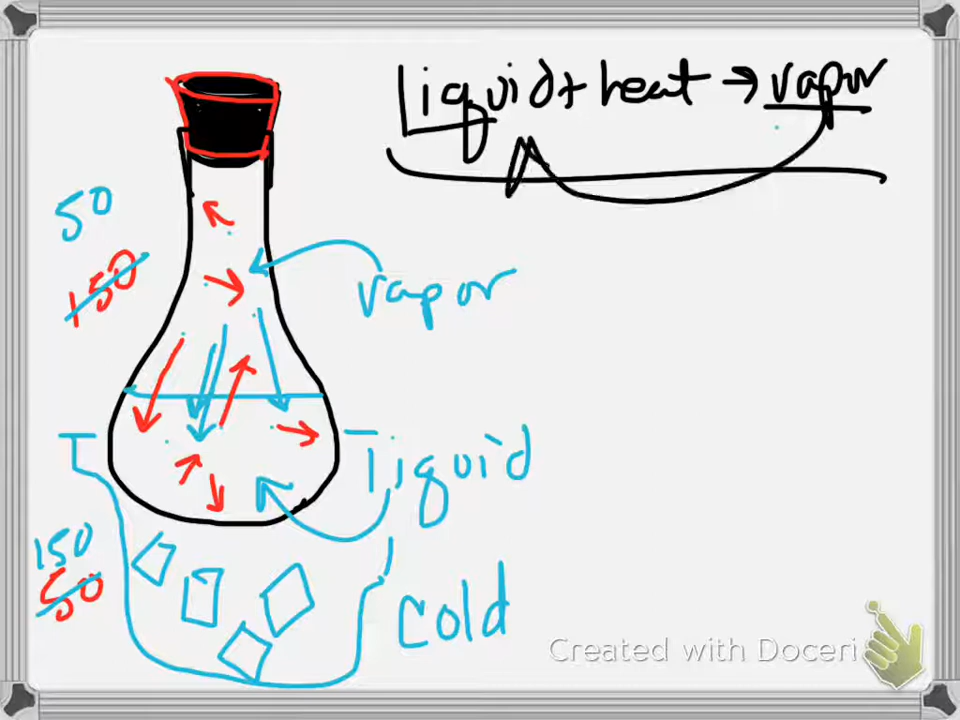 liquid + heat → vapor
50
150
vapor
liquid
150
50
cold
Created with Doceri